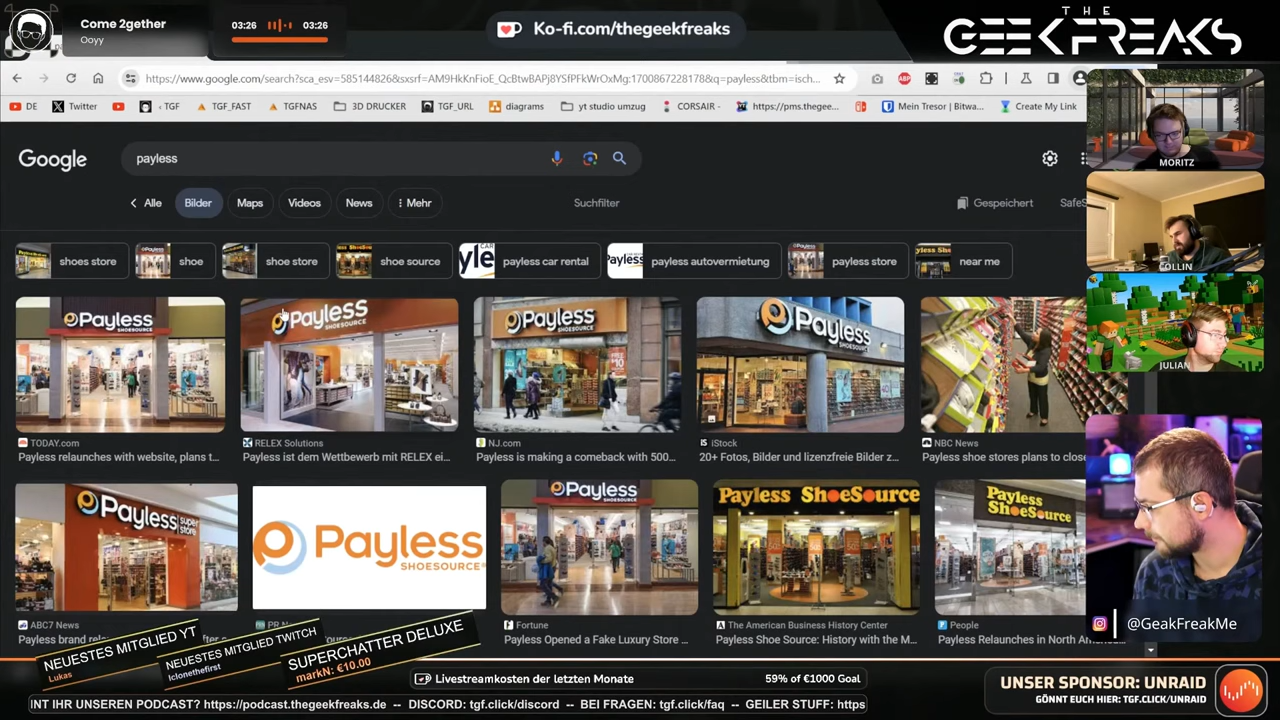 Come 2gether
Ooyy
03:26
03:26
Ko-fi.com/thegeekfreaks
THE
GEEKFREAKS
https://www.google.com/search?sca_esv=585144826&sxsrf=AM9HkKnFioE_QcBtwBAPj8YSfPFkWrOxMg:1700867228178&q=payless&tbm=isch...
DE
Twitter
‹ TGF
TGF_FAST
TGFNAS
3D DRUCKER
TGF_URL
diagrams
yt studio umzug
CORSAIR -
https://pms.thegee...
Mein Tresor | Bitwa...
Create My Link
Google
payless
Alle
Bilder
Maps
Videos
News
Mehr
Suchfilter
Gespeichert
SafeS
shoes store
shoe
shoe store
shoe source
payless car rental
payless autovermietung
payless store
near me
Payless
SHOESOURCE
Payless
SHOESOURCE
Payless
SHOESOURCE
Payless
SHOESOURCE
TODAY.com
RELEX Solutions
NJ.com
iStock
NBC News
Payless relaunches with website, plans t...
Payless ist dem Wettbewerb mit RELEX ei...
Payless is making a comeback with 500...
20+ Fotos, Bilder und lizenzfreie Bilder z...
Payless shoe stores plans to close
Payless super store
Payless
SHOESOURCE
Payless
SHOESOURCE
Payless ShoeSource
Payless
ShoeSource
ABC7 News
Fortune
The American Business History Center
People
Payless Opened a Fake Luxury Store ...
Payless Shoe Source: History with the M...
Payless Relaunches in North Ameri...
MORITZ
COLLIN
JULIAN
@GeakFreakMe
NEUESTES MITGLIED YT
Lukas
NEUESTES MITGLIED TWITCH
Iclonethefirst
SUPERCHATTER DELUXE
markN: €10.00
Livestreamkosten der letzten Monate
59% of €1000 Goal
UNSER SPONSOR: UNRAID
GÖNNT EUCH HIER: TGF.CLICK/UNRAID
INT IHR UNSEREN PODCAST? https://podcast.thegeekfreaks.de -- DISCORD: tgf.click/discord -- BEI FRAGEN: tgf.click/faq -- GEILER STUFF: https